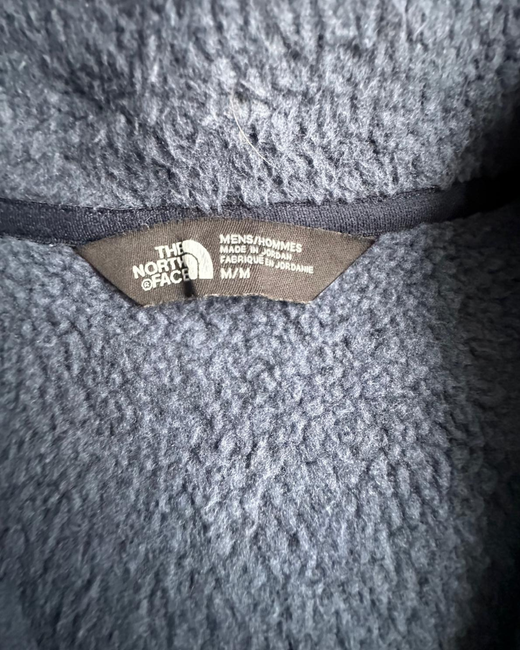 THE
NORTH
®FACE
MENS/HOMMES
MADE IN JORDAN
FABRIQUÉ EN JORDANIE
M/M